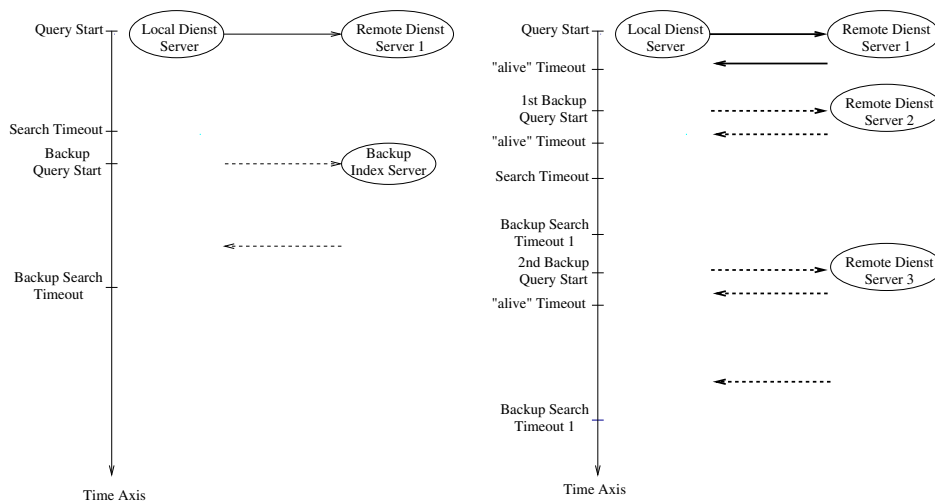 Query Start
Local Dienst
Server
Remote Dienst
Server 1
Search Timeout
Backup
Query Start
Backup
Index Server
Backup Search
Timeout
Time Axis
Query Start
Local Dienst
Server
Remote Dienst
Server 1
"alive" Timeout
1st Backup
Query Start
Remote Dienst
Server 2
"alive" Timeout
Search Timeout
Backup Search
Timeout 1
2nd Backup
Query Start
Remote Dienst
Server 3
"alive" Timeout
Backup Search
Timeout 1
Time Axis